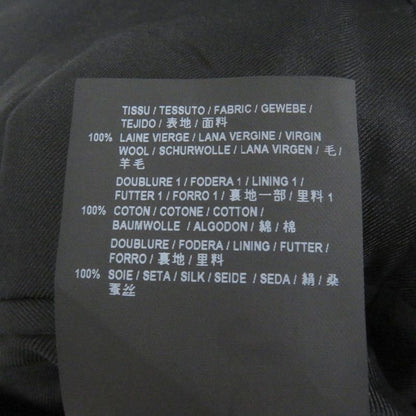 TISSU / TESSUTO / FABRIC / GEWEBE /
TEJIDO / 表地 / 面料
100% LAINE VIERGE / LANA VERGINE / VIRGIN
WOOL / SCHURWOLLE / LANA VIRGEN / 毛 /
羊毛
DOUBLURE 1 / FODERA 1 / LINING 1 /
FUTTER 1 / FORRO 1 / 裏地一部 / 里料 1
100% COTON / COTONE / COTTON /
BAUMWOLLE / ALGODON / 綿 / 棉
DOUBLURE / FODERA / LINING / FUTTER /
FORRO / 裏地 / 里料
100% SOIE / SETA / SILK / SEIDE / SEDA / 絹 / 桑
蚕丝